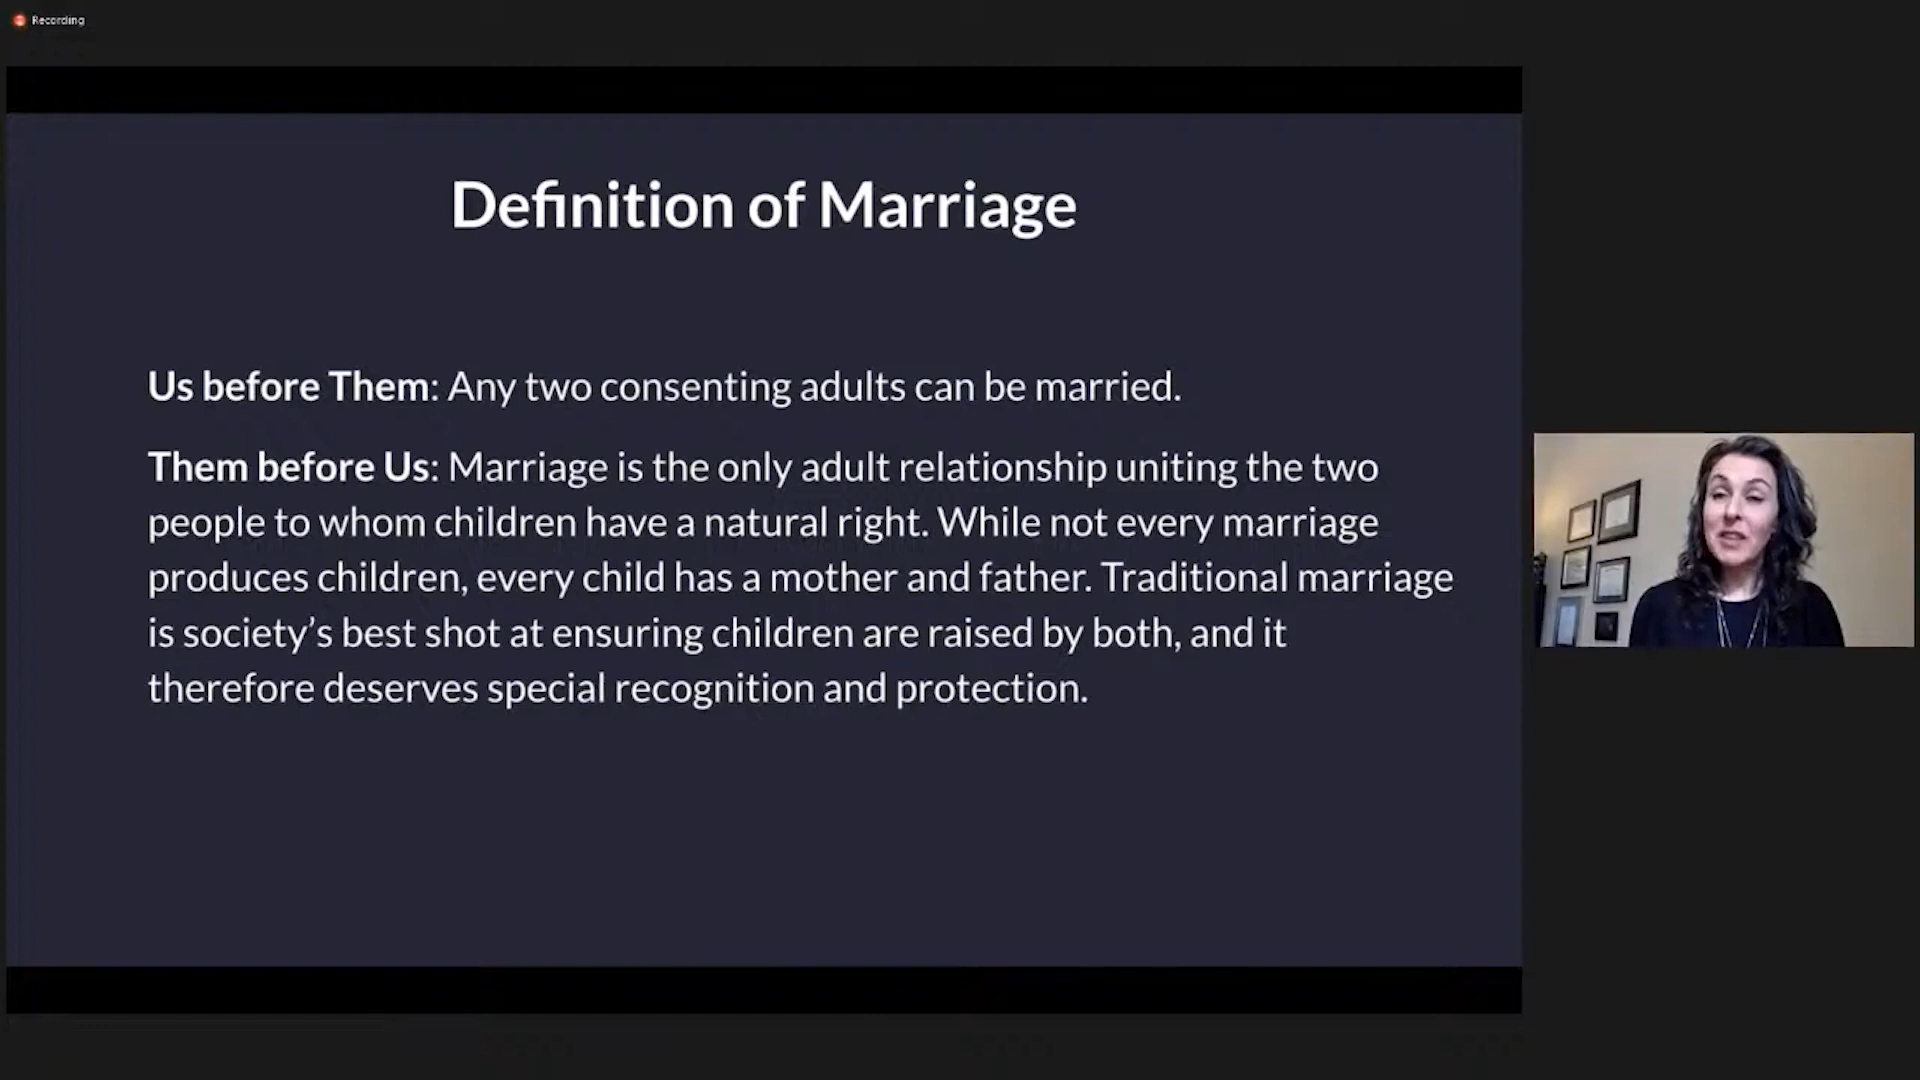 Recording
Definition of Marriage
Us before Them: Any two consenting adults can be married.
Them before Us: Marriage is the only adult relationship uniting the two
people to whom children have a natural right. While not every marriage
produces children, every child has a mother and father. Traditional marriage
is society’s best shot at ensuring children are raised by both, and it
therefore deserves special recognition and protection.